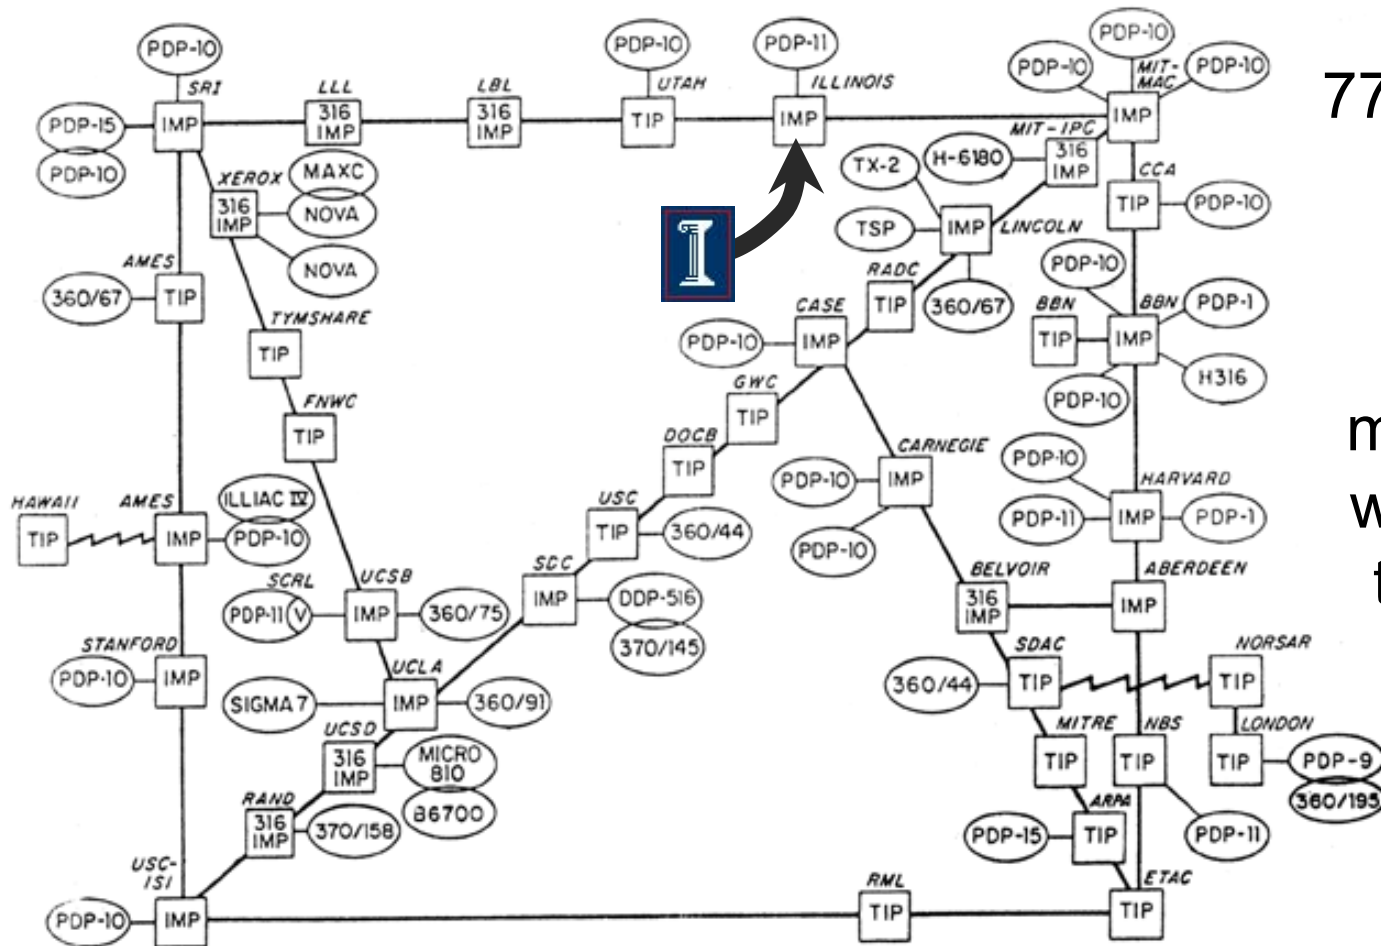 PDP-10
SRI
IMP
PDP-15
PDP-10
LLL
316
IMP
LBL
316
IMP
PDP-10
UTAH
TIP
PDP-11
ILLINOIS
IMP
PDP-10
PDP-10
MIT-
MAC
PDP-10
IMP
77
XEROX
316
IMP
MAXC
NOVA
NOVA
MIT-IPC
316
IMP
H-6180
TX-2
TSP
IMP
LINCOLN
360/67
CCA
TIP
PDP-10
I
AMES
TIP
360/67
TYMSHARE
TIP
RADC
TIP
CASE
IMP
PDP-10
PDP-10
BBN
TIP
BBN
IMP
PDP-1
H316
PDP-10
FNWC
TIP
GWC
TIP
DOCB
TIP
CARNEGIE
IMP
PDP-10
PDP-10
PDP-10
HARVARD
IMP
PDP-11
PDP-1
m
w
t
HAWAII
TIP
AMES
IMP
ILLIAC IV
PDP-10
USC
TIP
360/44
SDC
IMP
DDP-516
370/145
SCRL
PDP-11
V
UCSB
IMP
360/75
BELVOIR
316
IMP
ABERDEEN
IMP
STANFORD
PDP-10
IMP
UCLA
SIGMA 7
IMP
360/91
SDAC
360/44
TIP
NORSAR
TIP
UCSD
316
IMP
MICRO
810
B6700
MITRE
TIP
NBS
TIP
LONDON
TIP
PDP-9
360/195
RAND
316
IMP
370/158
ARPA
PDP-15
TIP
PDP-11
USC-
ISI
PDP-10
IMP
RML
TIP
ETAC
TIP